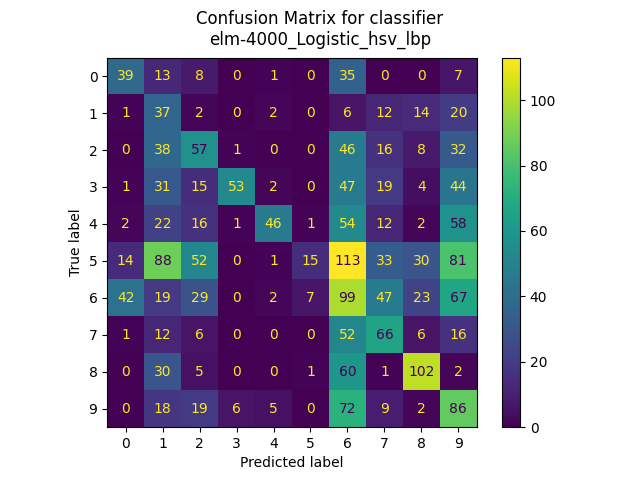 Confusion Matrix for classifier
elm-4000_Logistic_hsv_lbp
0 39 13 8 0 1 0 35 0 0 7
1 1 37 2 0 2 0 6 12 14 20
2 0 38 57 1 0 0 46 16 8 32
3 1 31 15 53 2 0 47 19 4 44
4 2 22 16 1 46 1 54 12 2 58
5 14 88 52 0 1 15 113 33 30 81
6 42 19 29 0 2 7 99 47 23 67
7 1 12 6 0 0 0 52 66 6 16
8 0 30 5 0 0 1 60 1 102 2
9 0 18 19 6 5 0 72 9 2 86
0 1 2 3 4 5 6 7 8 9
Predicted label
True label
100
80
60
40
20
0